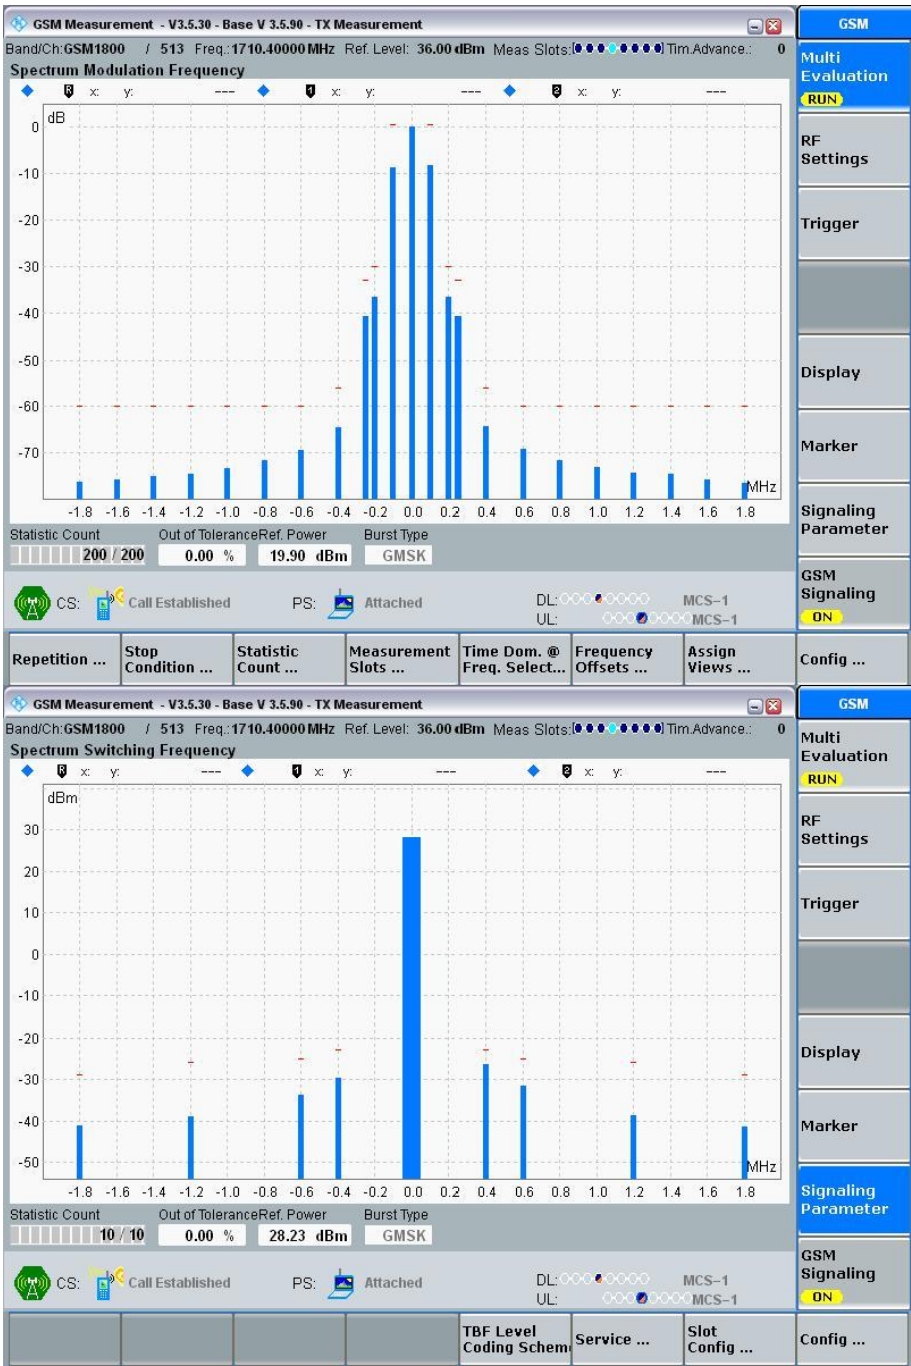 GSM Measurement - V3.5.30 - Base V 3.5.90 - TX Measurement
GSM
Band/Ch:GSM1800 / 513 Freq.:1710.40000 MHz Ref. Level: 36.00 dBm Meas Slots: Tim.Advance.: 0
Spectrum Modulation Frequency
R x: y: --- 1 x: y: --- 2 x: y: ---
dB
0
-10
-20
-30
-40
-50
-60
-70
MHz
-1.8 -1.6 -1.4 -1.2 -1.0 -0.8 -0.6 -0.4 -0.2 0.0 0.2 0.4 0.6 0.8 1.0 1.2 1.4 1.6 1.8
Statistic Count Out of Tolerance Ref. Power Burst Type
200 / 200 0.00 % 19.90 dBm GMSK
CS: Call Established PS: Attached DL: MCS-1
UL: MCS-1
Multi
Evaluation
RUN
RF
Settings
Trigger
Display
Marker
Signaling
Parameter
GSM
Signaling
ON
Repetition ...
Stop
Condition ...
Statistic
Count ...
Measurement
Slots ...
Time Dom. @
Freq. Select...
Frequency
Offsets ...
Assign
Views ...
Config ...
GSM Measurement - V3.5.30 - Base V 3.5.90 - TX Measurement
GSM
Band/Ch:GSM1800 / 513 Freq.:1710.40000 MHz Ref. Level: 36.00 dBm Meas Slots: Tim.Advance.: 0
Spectrum Switching Frequency
R x: y: --- 1 x: y: --- 2 x: y: ---
dBm
30
20
10
0
-10
-20
-30
-40
-50
MHz
-1.8 -1.6 -1.4 -1.2 -1.0 -0.8 -0.6 -0.4 -0.2 0.0 0.2 0.4 0.6 0.8 1.0 1.2 1.4 1.6 1.8
Statistic Count Out of Tolerance Ref. Power Burst Type
10 / 10 0.00 % 28.23 dBm GMSK
CS: Call Established PS: Attached DL: MCS-1
UL: MCS-1
Multi
Evaluation
RUN
RF
Settings
Trigger
Display
Marker
Signaling
Parameter
GSM
Signaling
ON
TBF Level
Coding Schem
Service ...
Slot
Config ...
Config ...